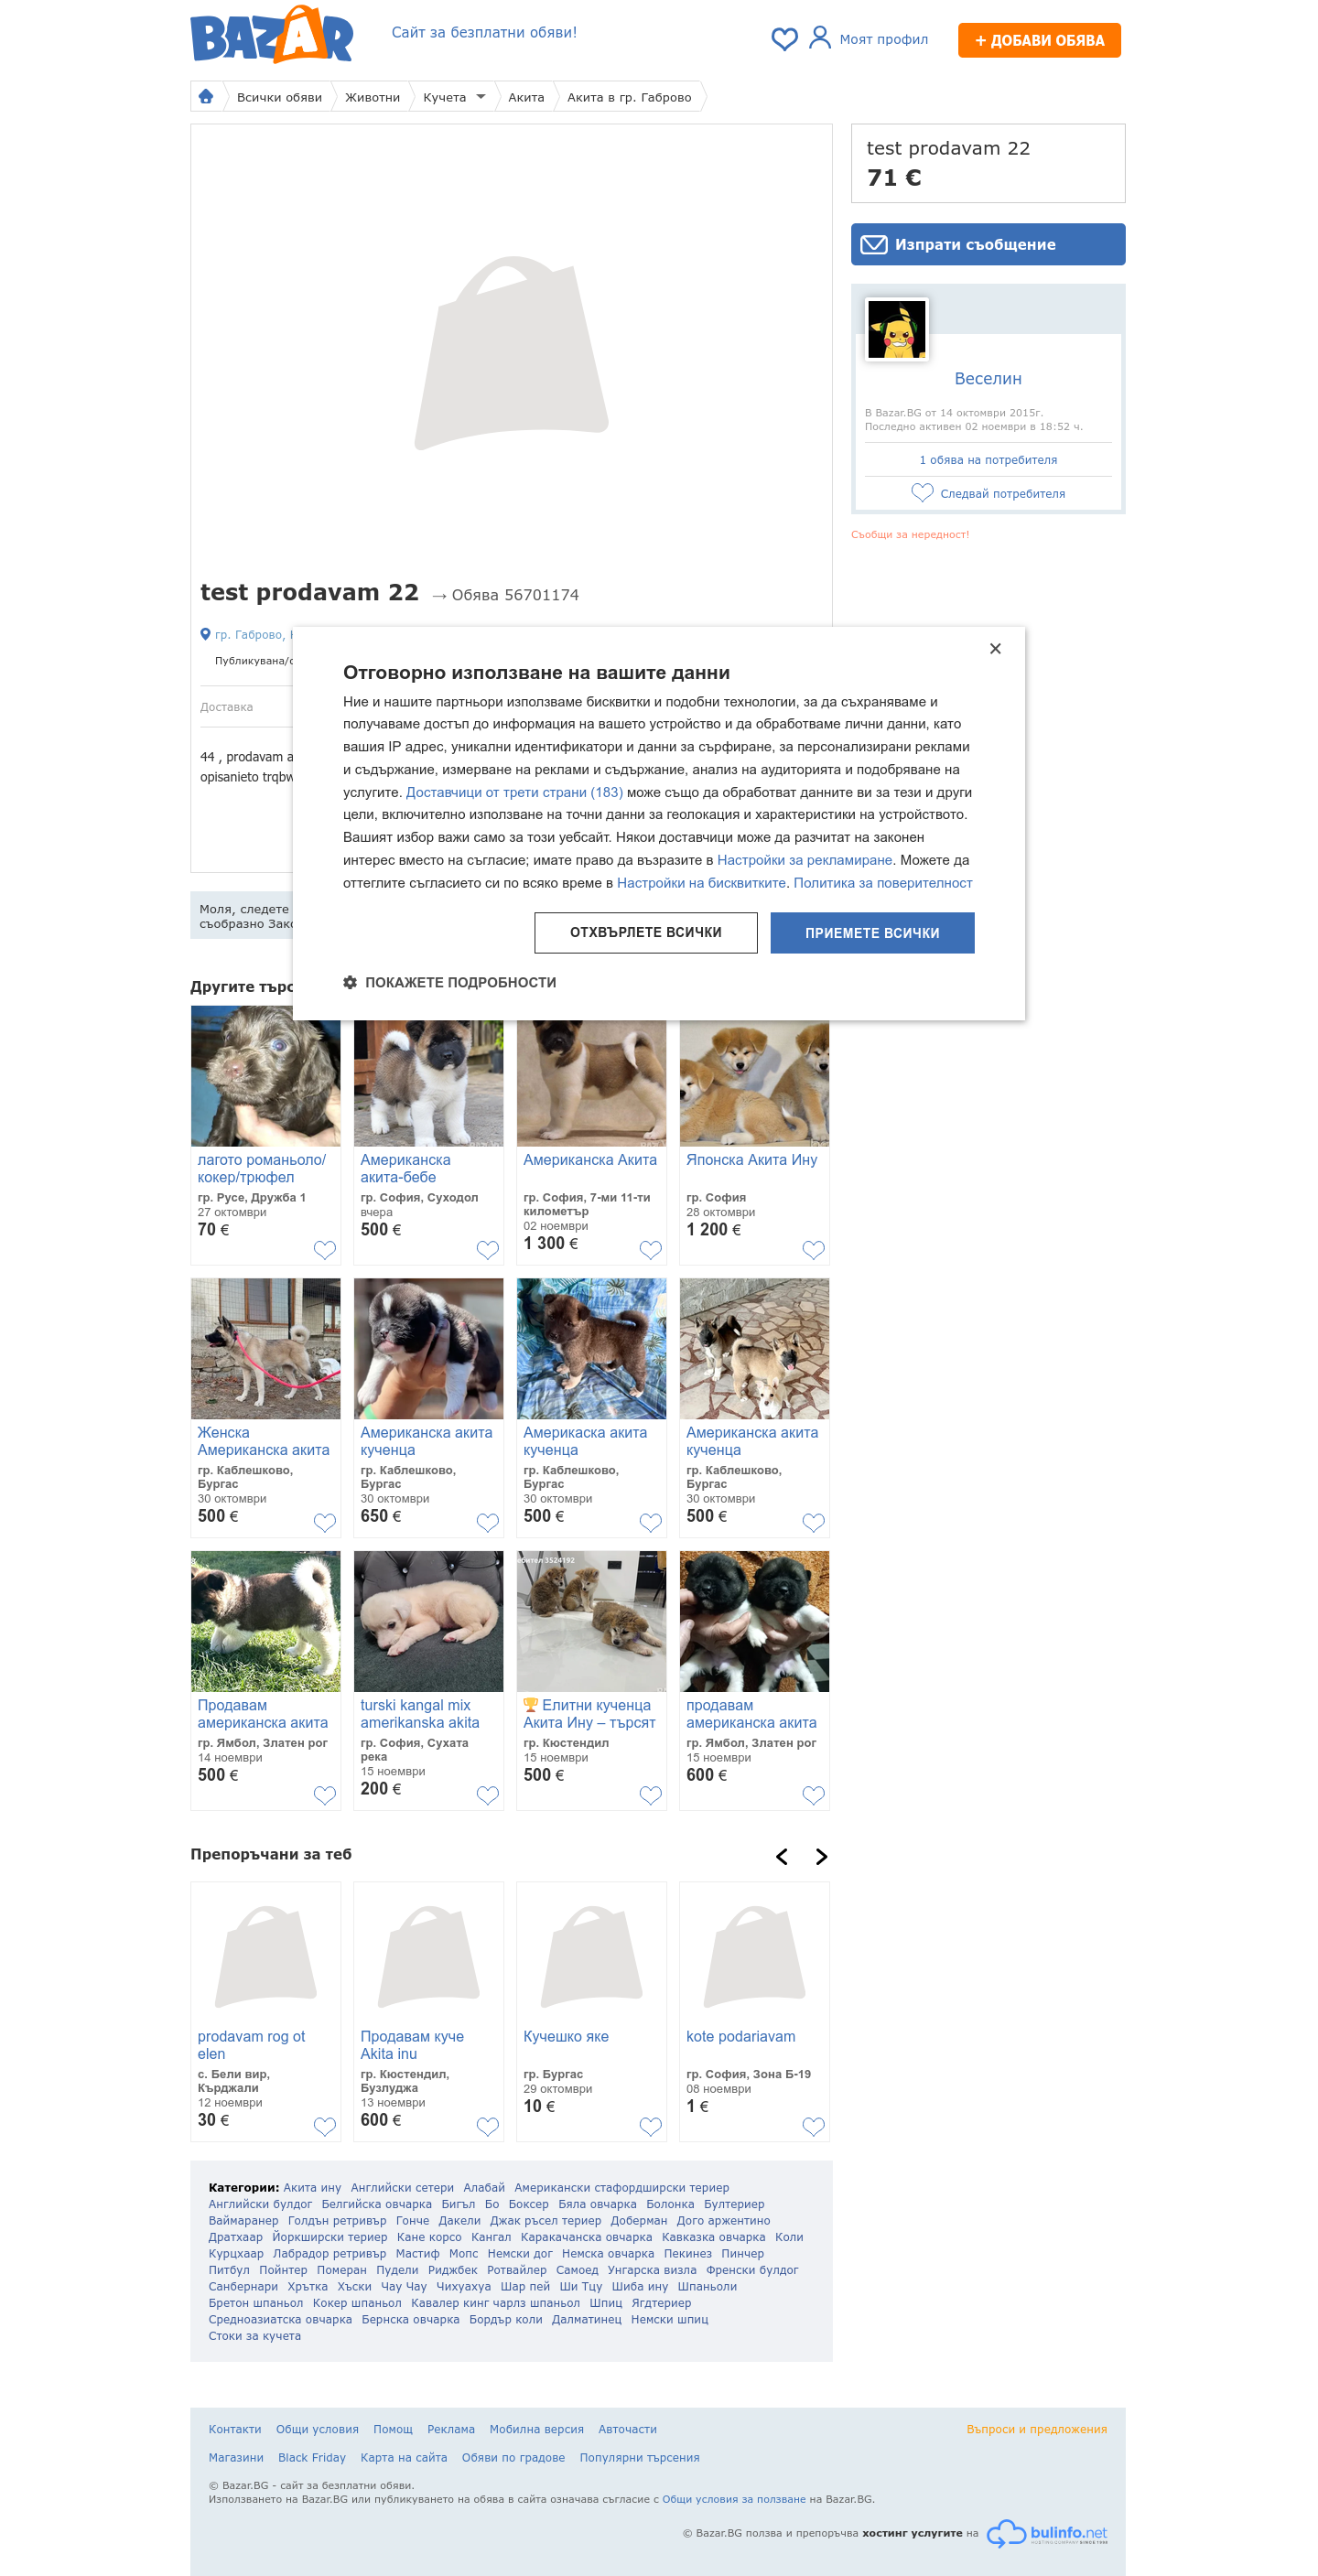 BAZAR
Сайт за безплатни обяви!
Моят профил
+ ДОБАВИ ОБЯВА
Всички обяви
Животни
Кучета
Акита
Акита в гр. Габрово
test prodavam 22
71 €
Изпрати съобщение
Веселин
В Bazar.BG от 14 октомври 2015г.
Последно активен 02 ноември в 18:52 ч.
1 обява на потребителя
Следвай потребителя
Съобщи за нередност!
test prodavam 22 → Обява 56701174
гр. Габрово,
Публикувана/
Доставка
44 , prodavam
opisanieto
Моля, следете
съобразно
Отговорно използване на вашите данни
Ние и нашите партньори използваме бисквитки и подобни технологии, за да съхраняваме и
получаваме достъп до информация на вашето устройство и да обработваме лични данни, като
вашия IP адрес, уникални идентификатори и данни за сърфиране, за персонализирани реклами
и съдържание, измерване на реклами и съдържание, анализ на аудиторията и подобряване на
услугите. Доставчици от трети страни (183) може също да обработват данните ви за тези и други
цели, включително използване на точни данни за геолокация и характеристики на устройството.
Вашият избор важи само за този уебсайт. Някои доставчици може да разчитат на законен
интерес вместо на съгласие; имате право да възразите в Настройки за рекламиране. Можете да
оттеглите съгласието си по всяко време в Настройки на бисквитките. Политика за поверителност
ОТХВЪРЛЕТЕ ВСИЧКИ
ПРИЕМЕТЕ ВСИЧКИ
ПОКАЖЕТЕ ПОДРОБНОСТИ
Другите
лагото романьоло/
кокер/трюфел
гр. Русе, Дружба 1
27 октомври
70 €
Американска
акита-бебе
гр. София, Суходол
вчера
500 €
Американска Акита
гр. София, 7-ми 11-ти
километър
02 ноември
1 300 €
Японска Акита Ину
гр. София
28 октомври
1 200 €
Женска
Американска акита
гр. Каблешково,
Бургас
30 октомври
500 €
Американска акита
кученца
гр. Каблешково,
Бургас
30 октомври
650 €
Америкаска акита
кученца
гр. Каблешково,
Бургас
30 октомври
500 €
Американска акита
кученца
гр. Каблешково,
Бургас
30 октомври
500 €
3524192
Продавам
американска акита
гр. Ямбол, Златен рог
14 ноември
500 €
turski kangal mix
amerikanska akita
гр. София, Сухата
река
15 ноември
200 €
🏆 Елитни кученца
Акита Ину – търсят
гр. Кюстендил
15 ноември
500 €
продавам
американска акита
гр. Ямбол, Златен рог
15 ноември
600 €
Препоръчани за теб
prodavam rog ot
elen
с. Бели вир,
Кърджали
12 ноември
30 €
Продавам куче
Akita inu
гр. Кюстендил,
Бузлуджа
13 ноември
600 €
Кучешко яке
гр. Бургас
29 октомври
10 €
kote podariavam
гр. София, Зона Б-19
08 ноември
1 €
Категории: Акита ину Английски сетери Алабай Американски стафордширски териер
Английски булдог Белгийска овчарка Бигъл Бо Боксер Бяла овчарка Болонка Бултериер
Ваймаранер Голдън ретривър Гонче Дакели Джак ръсел териер Доберман Дого аржентино
Дратхаар Йоркширски териер Кане корсо Кангал Каракачанска овчарка Кавказка овчарка Коли
Курцхаар Лабрадор ретривър Мастиф Мопс Немски дог Немска овчарка Пекинез Пинчер
Питбул Пойнтер Померан Пудели Риджбек Ротвайлер Самоед Унгарска визла Френски булдог
Санбернари Хрътка Хъски Чау Чау Чихуахуа Шар пей Ши Тцу Шиба ину Шпаньоли
Бретон шпаньол Кокер шпаньол Кавалер кинг чарлз шпаньол Шпиц Ягдтериер
Средноазиатска овчарка Бернска овчарка Бордър коли Далматинец Немски шпиц
Стоки за кучета
Контакти Общи условия Помощ Реклама Мобилна версия Авточасти
Въпроси и предложения
Магазини Black Friday Карта на сайта Обяви по градове Популярни търсения
© Bazar.BG - сайт за безплатни обяви.
Използването на Bazar.BG или публикуването на обява в сайта означава съгласие с Общи условия за ползване на Bazar.BG.
© Bazar.BG ползва и препоръчва хостинг услугите на
bulinfo.net